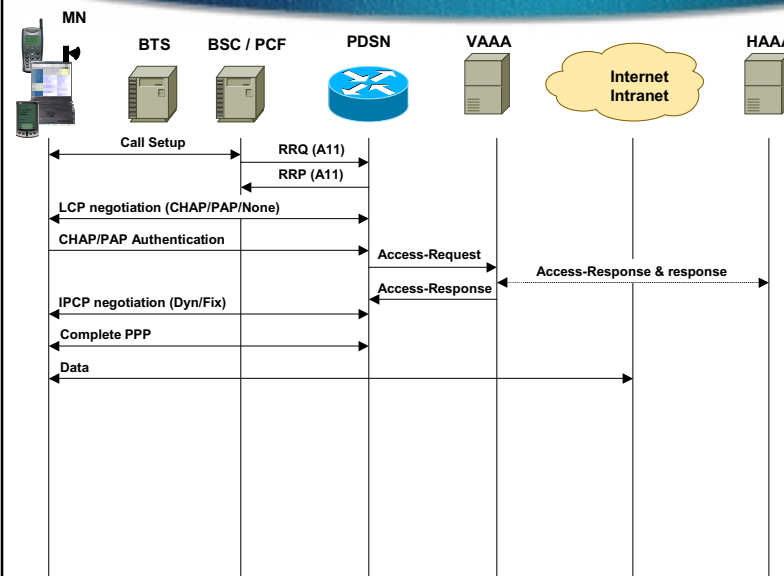 MN
BTS
BSC / PCF
PDSN
VAAA
HAAA
Internet
Intranet
Call Setup
RRQ (A11)
RRP (A11)
LCP negotiation (CHAP/PAP/None)
CHAP/PAP Authentication
Access-Request
Access-Response & response
Access-Response
IPCP negotiation (Dyn/Fix)
Complete PPP
Data